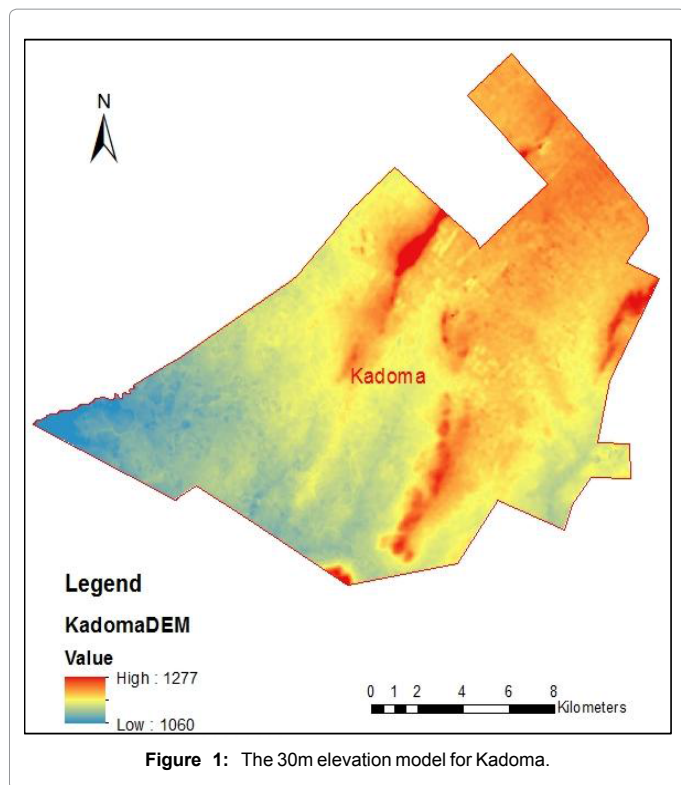 N
Kadoma
Legend
KadomaDEM
Value
High : 1277
Low : 1060
0 1 2 4 6 8
Kilometers
Figure 1: The 30m elevation model for Kadoma.